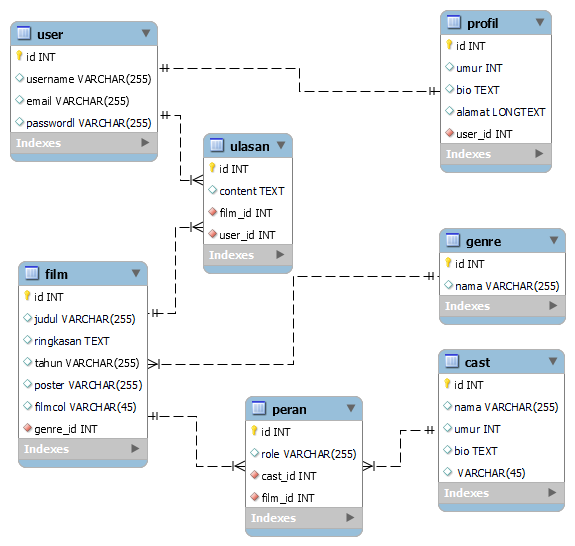 user
id INT
username VARCHAR(255)
email VARCHAR(255)
passwordl VARCHAR(255)
Indexes
profil
id INT
umur INT
bio TEXT
alamat LONGTEXT
user_id INT
Indexes
ulasan
id INT
content TEXT
film_id INT
user_id INT
Indexes
genre
id INT
nama VARCHAR(255)
Indexes
film
id INT
judul VARCHAR(255)
ringkasan TEXT
tahun VARCHAR(255)
poster VARCHAR(255)
filmcol VARCHAR(45)
genre_id INT
Indexes
cast
id INT
nama VARCHAR(255)
umur INT
bio TEXT
VARCHAR(45)
Indexes
peran
id INT
role VARCHAR(255)
cast_id INT
film_id INT
Indexes